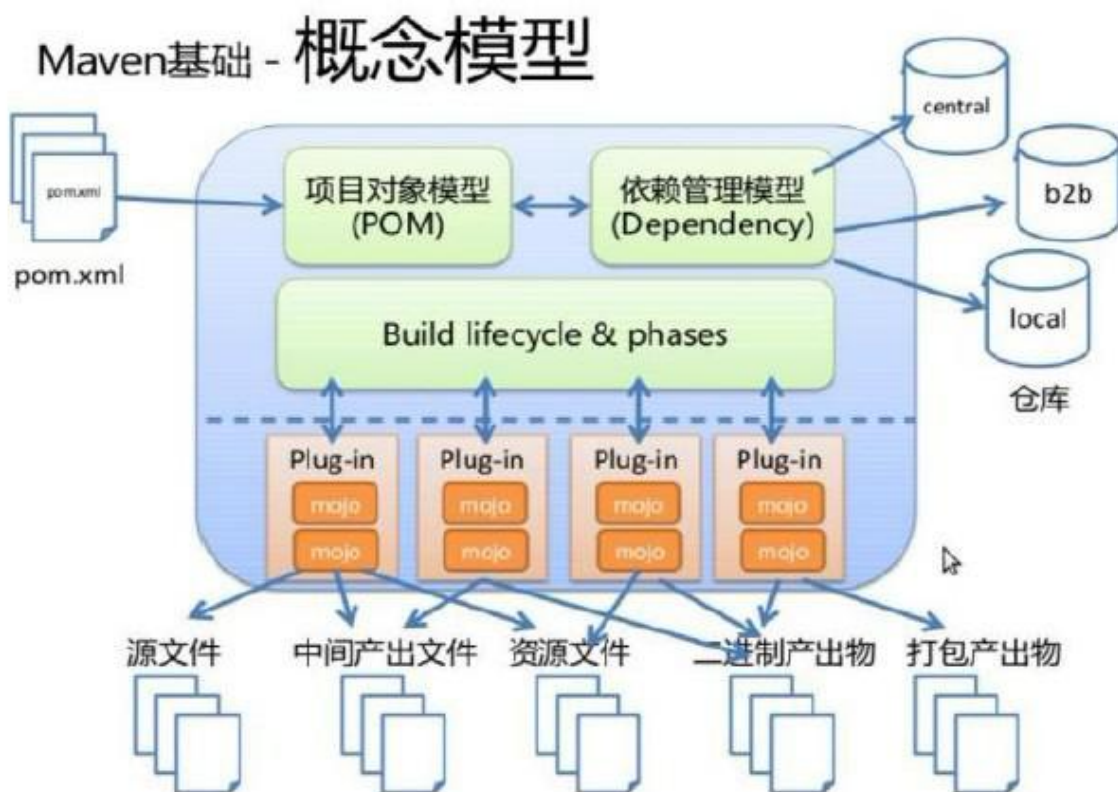 Maven基础 - 概念模型
central
pom.xml
项目对象模型
(POM)
依赖管理模型
(Dependency)
b2b
pom.xml
local
Build lifecycle & phases
仓库
Plug-in
Plug-in
Plug-in
Plug-in
mojo
mojo
mojo
mojo
mojo
mojo
mojo
mojo
源文件
中间产出文件
资源文件
二进制产出物
打包产出物